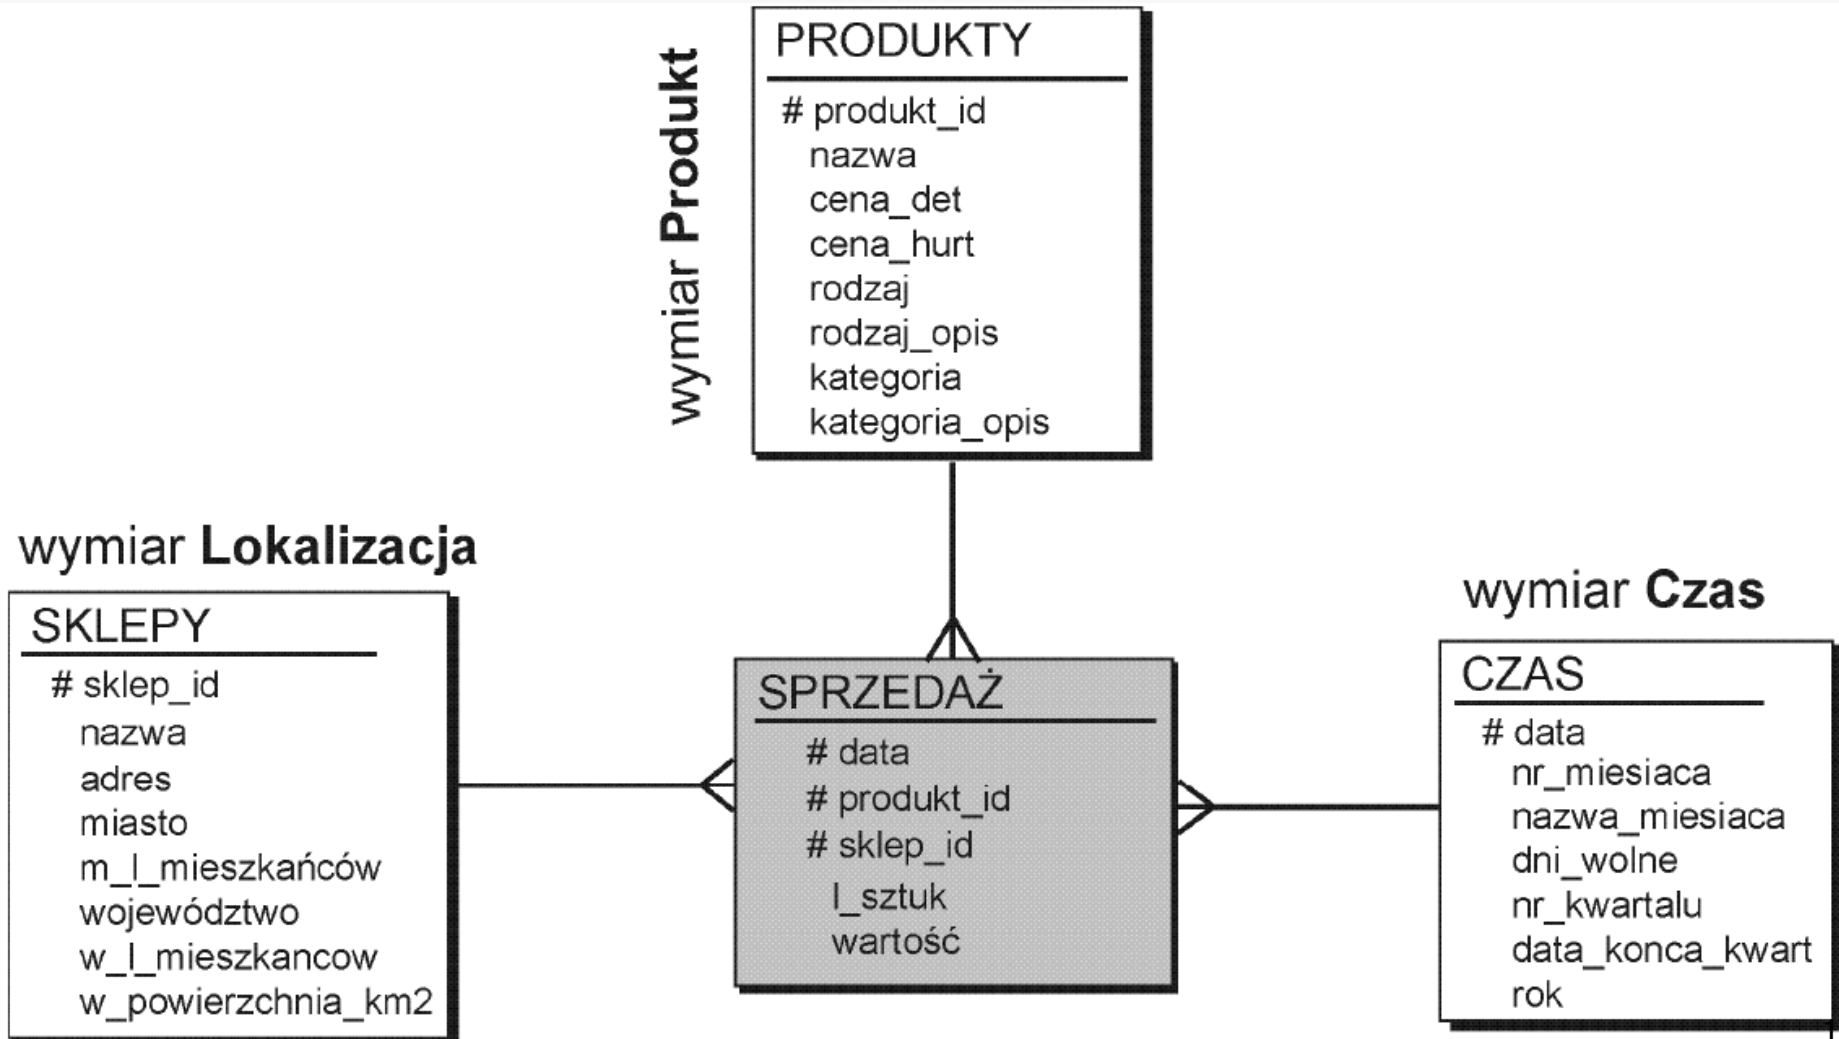 wymiar Produkt
PRODUKTY
# produkt_id
nazwa
cena_det
cena_hurt
rodzaj
rodzaj_opis
kategoria
kategoria_opis
wymiar Lokalizacja
SKLEPY
# sklep_id
nazwa
adres
miasto
m_l_mieszkańców
województwo
w_l_mieszkancow
w_powierzchnia_km2
SPRZEDAŻ
# data
# produkt_id
# sklep_id
l_sztuk
wartość
wymiar Czas
CZAS
# data
nr_miesiaca
nazwa_miesiaca
dni_wolne
nr_kwartalu
data_konca_kwart
rok